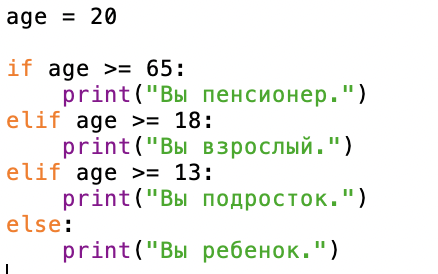 age = 20
if age >= 65:
    print("Вы пенсионер.")
elif age >= 18:
    print("Вы взрослый.")
elif age >= 13:
    print("Вы подросток.")
else:
    print("Вы ребенок.")